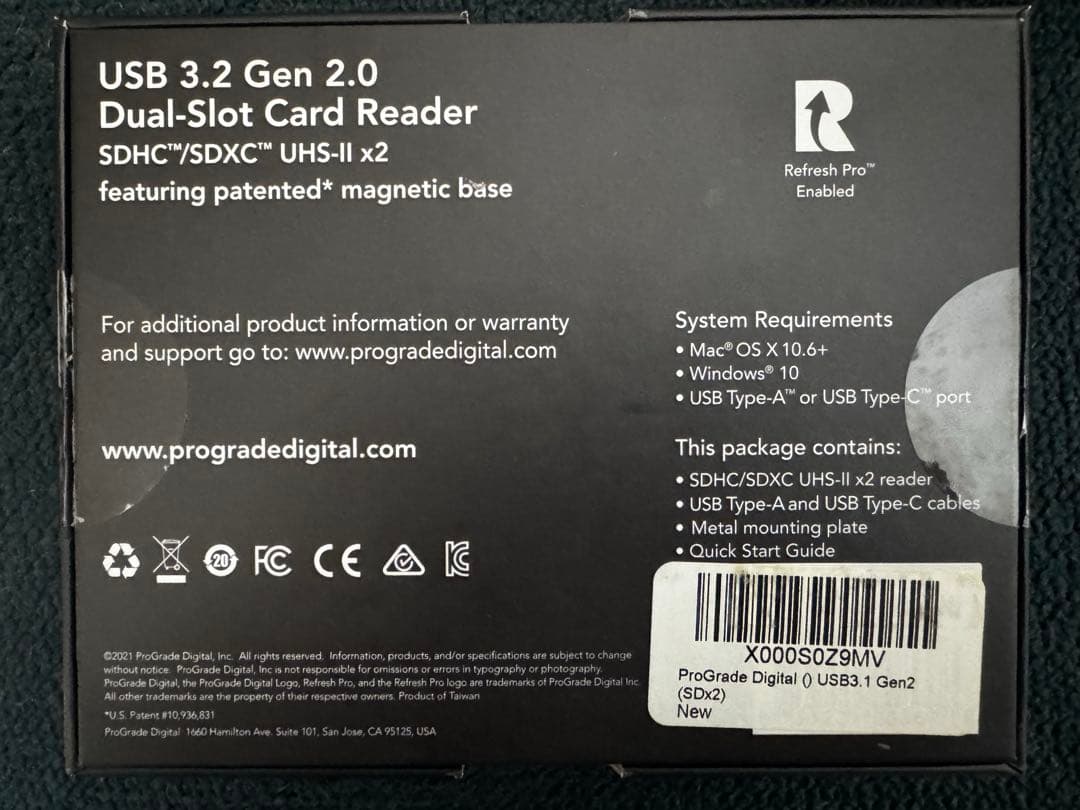 USB 3.2 Gen 2.0
Dual-Slot Card Reader
SDHC™/SDXC™ UHS-II x2
featuring patented* magnetic base
R
Refresh Pro™
Enabled
For additional product information or warranty
and support go to: www.progradedigital.com
System Requirements
• Mac® OS X 10.6+
• Windows® 10
• USB Type-A™ or USB Type-C™ port
www.progradedigital.com
This package contains:
• SDHC/SDXC UHS-II x2 reader
• USB Type-A and USB Type-C cables
• Metal mounting plate
• Quick Start Guide
20 FC CE
©2021 ProGrade Digital, Inc. All rights reserved. Information, products, and/or specifications are subject to change
without notice. ProGrade Digital, Inc is not responsible for omissions or errors in typography or photography.
ProGrade Digital, the ProGrade Digital Logo, Refresh Pro, and the Refresh Pro logo are trademarks of ProGrade Digital Inc.
All other trademarks are the property of their respective owners. Product of Taiwan
*U.S. Patent #10,936,831
ProGrade Digital 1660 Hamilton Ave. Suite 101, San Jose, CA 95125, USA
X000S0Z9MV
ProGrade Digital () USB3.1 Gen2
(SDx2)
New